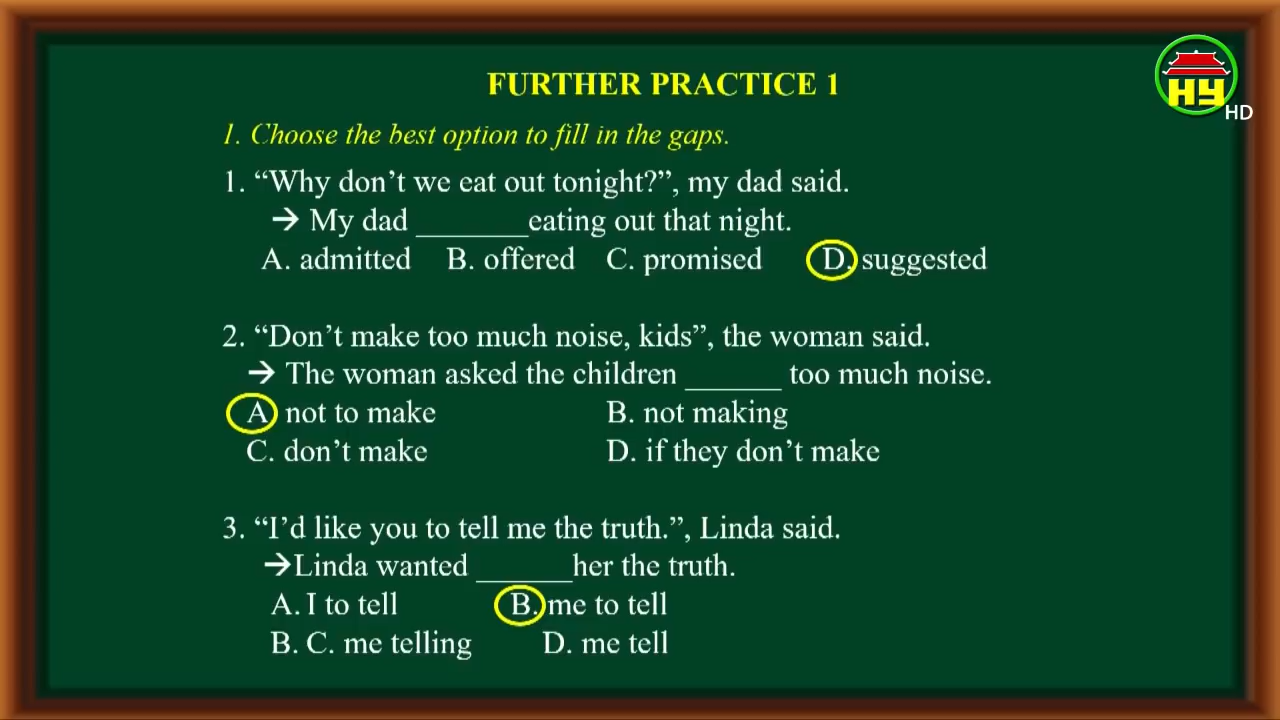 FURTHER PRACTICE 1
HY
HD
1. Choose the best option to fill in the gaps.
1. “Why don’t we eat out tonight?”, my dad said.
→ My dad _______eating out that night.
A. admitted B. offered C. promised D. suggested
2. “Don’t make too much noise, kids”, the woman said.
→ The woman asked the children ______ too much noise.
A not to make B. not making
C. don’t make D. if they don’t make
3. “I’d like you to tell me the truth.”, Linda said.
→Linda wanted ______her the truth.
A. I to tell B. me to tell
B. C. me telling D. me tell